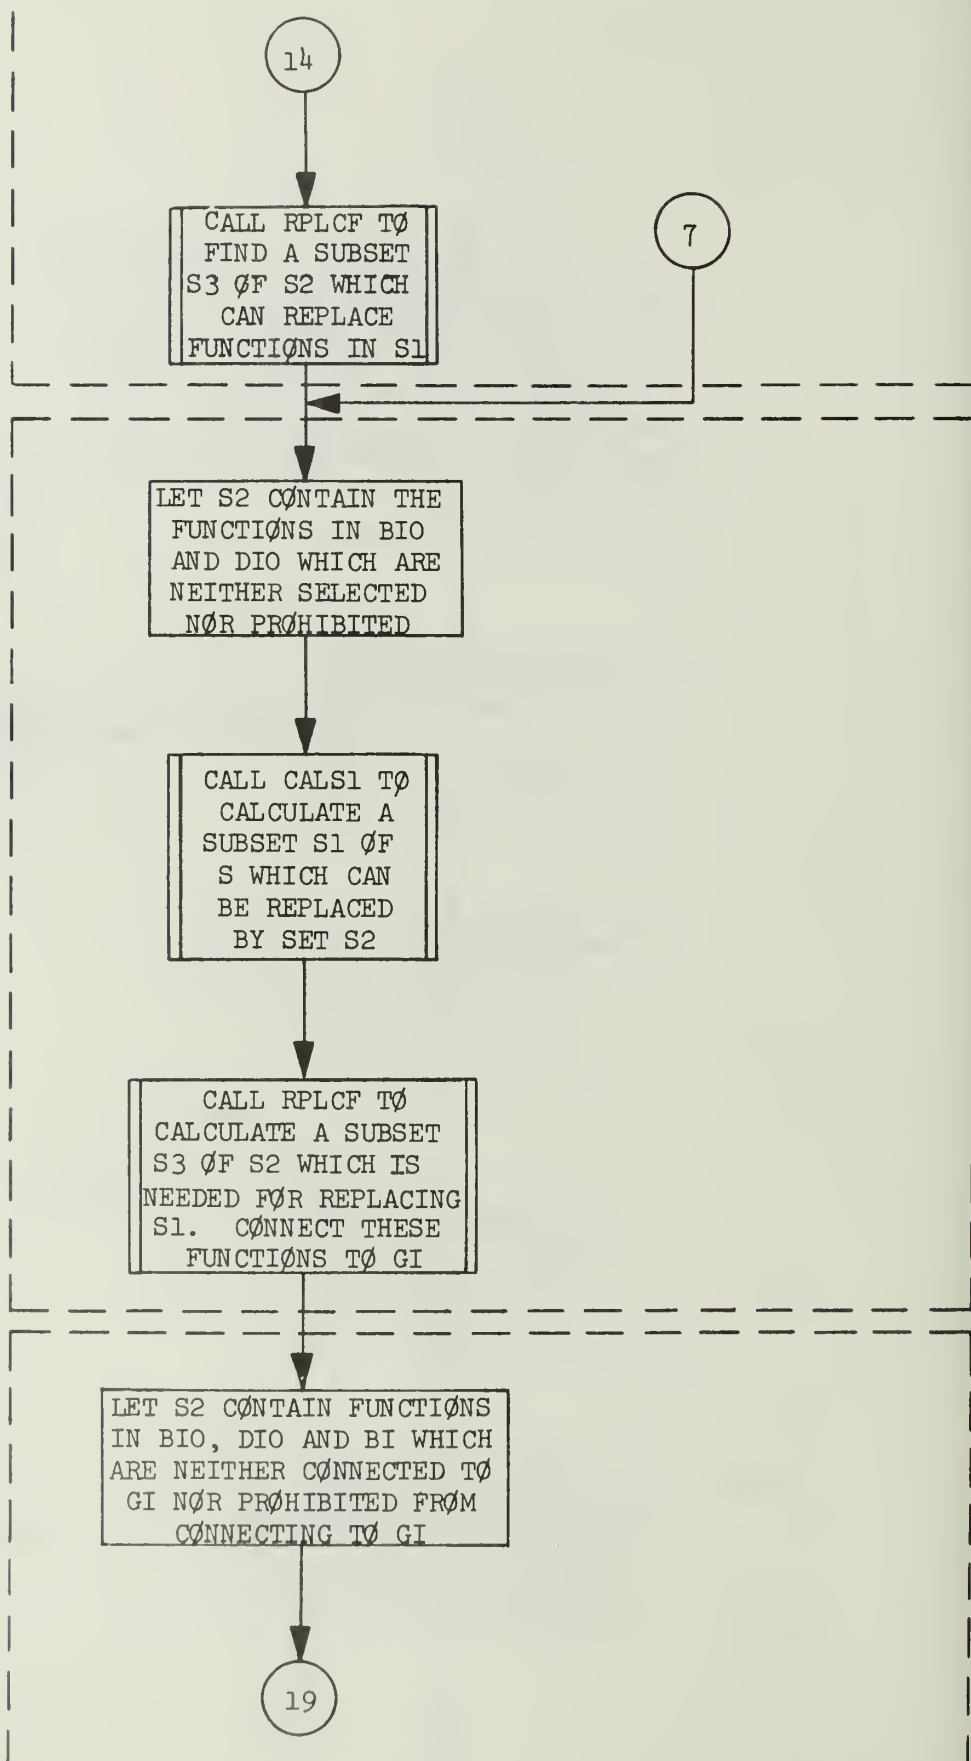 14
CALL RPLCF TØ
FIND A SUBSET
S3 ØF S2 WHICH
CAN REPLACE
FUNCTIØNS IN S1
7
LET S2 CØNTAIN THE
FUNCTIØNS IN BIO
AND DIO WHICH ARE
NEITHER SELECTED
NØR PRØHIBITED
CALL CALS1 TØ
CALCULATE A
SUBSET S1 ØF
S WHICH CAN
BE REPLACED
BY SET S2
CALL RPLCF TØ
CALCULATE A SUBSET
S3 ØF S2 WHICH IS
NEEDED FØR REPLACING
S1. CØNNECT THESE
FUNCTIØNS TØ GI
LET S2 CØNTAIN FUNCTIØNS
IN BIO, DIO AND BI WHICH
ARE NEITHER CØNNECTED TØ
GI NØR PRØHIBITED FRØM
CØNNECTING TØ GI
19